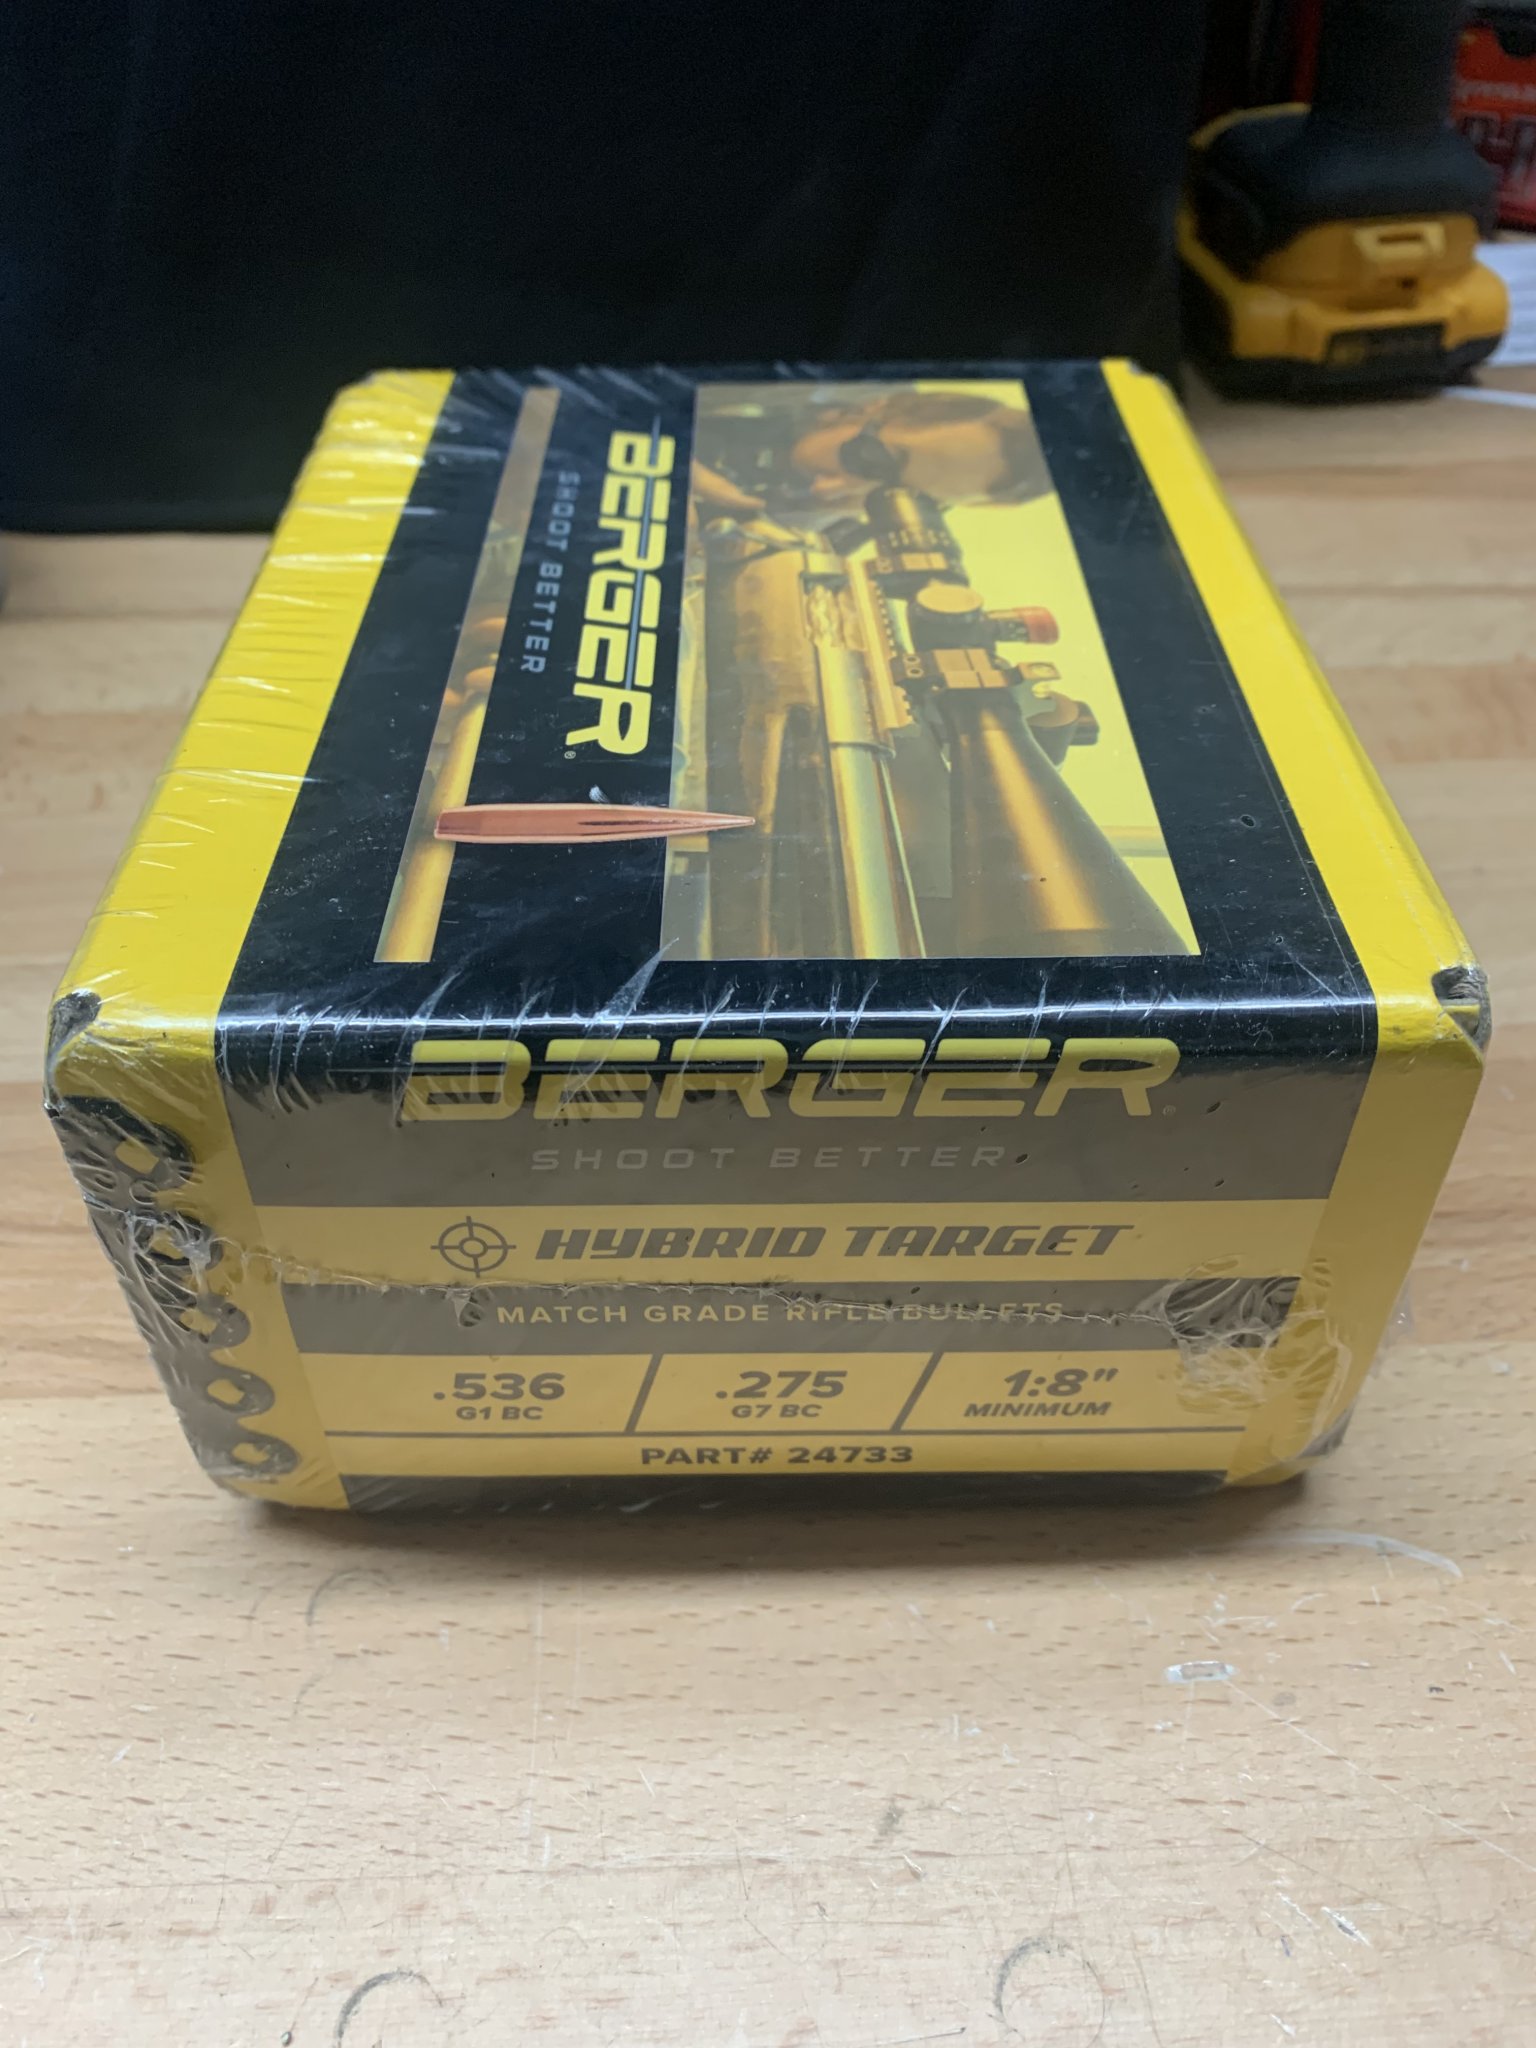 BERGER®
SHOOT BETTER
BERGER®
SHOOT BETTER
HYBRID TARGET
MATCH GRADE RIFLE BULLETS
.536
G1 BC
.275
G7 BC
1:8"
MINIMUM
PART# 24733